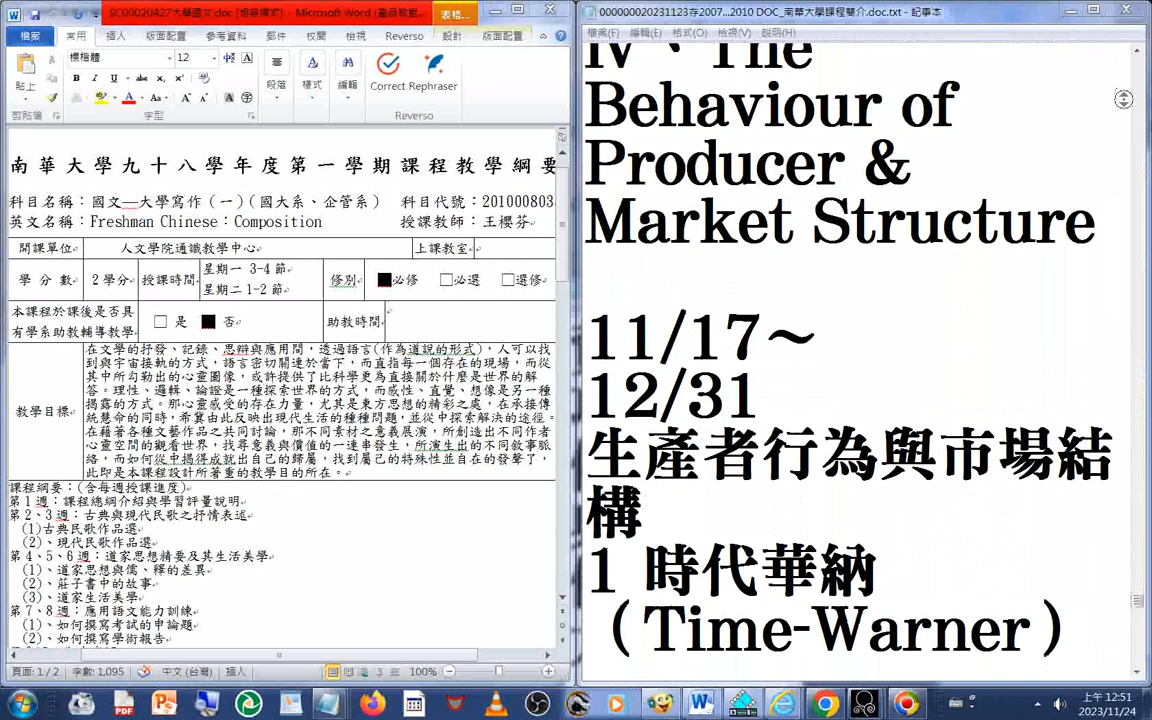 SC00020427大學國文.doc [相容模式] - Microsoft Word (產品啟動...
表格...
檔案 常用 插入 版面配置 參考資料 郵件 校閱 檢視 Reverso 設計 版面配置
標楷體 12
貼上
段落 樣式 編輯 Correct Rephraser
剪貼簿 字型 Reverso
南華大學九十八學年度第一學期課程教學綱要
科目名稱：國文—大學寫作(一)(國大系、企管系) 科目代號：201000803
英文名稱：Freshman Chinese：Composition 授課教師：王櫻芬
開課單位 人文學院通識教學中心 上課教室
學 分 數 2 學分 授課時間 星期一 3-4 節 修別 ■必修 □必選 □選修
星期二 1-2 節
本課程於課後是否具 □ 是 ■ 否 助教時間
有學系助教輔導教學
教學目標
在文學的抒發、記錄、思辯與應用間，透過語言(作為道說的形式)，人可以找
到與宇宙接軌的方式，語言密切關連於當下，而直指每一個存在的現場，而從
其中所勾勒出的心靈圖像，或許提供了比科學更為直接關於什麼是世界的解
答。理性、邏輯、論證是一種探索世界的方式，而感性、直覺、想像是另一種
揭露的方式。那心靈感受的存在力量，尤其是東方思想的精彩之處，在承接傳
統慧命的同時，希冀由此反映出現代生活的種種問題，並從中探索解決的途徑。
在藉著各種文藝作品之共同討論，那不同素材之意義展演，所創造出不同作者
心靈空間的觀看世界，找尋意義與價值的一連串發生，所演生出的不同敘事脈
絡，而如何從中揭得成就出自己的歸屬，找到屬己的特殊性並自在的發聲了，
此即是本課程設計所著重的教學目的所在。
課程綱要：(含每週授課進度)
第 1 週：課程總綱介紹與學習評量說明
第 2、3 週：古典與現代民歌之抒情表述
(1)古典民歌作品選
(2)、現代民歌作品選
第 4、5、6 週：道家思想精要及其生活美學
(1)、道家思想與儒、釋的差異
(2)、莊子書中的故事
(3)、道家生活美學
第 7、8 週：應用語文能力訓練
(1)、如何撰寫考試的申論題
(2)、如何撰寫學術報告
頁面：1 / 2 字數：1,095 中文 (台灣) 插入 100%
000000020231123存2007...2010 DOC_南華大學課程簡介.doc.txt - 記事本
檔案(F) 編輯(E) 格式(O) 檢視(V) 說明(H)
IV、The
Behaviour of
Producer &
Market Structure
11/17～
12/31
生產者行為與市場結
構
1 時代華納
（Time-Warner）
上午 12:51
2023/11/24